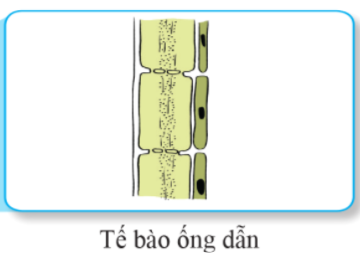 Tế bào ống dẫn